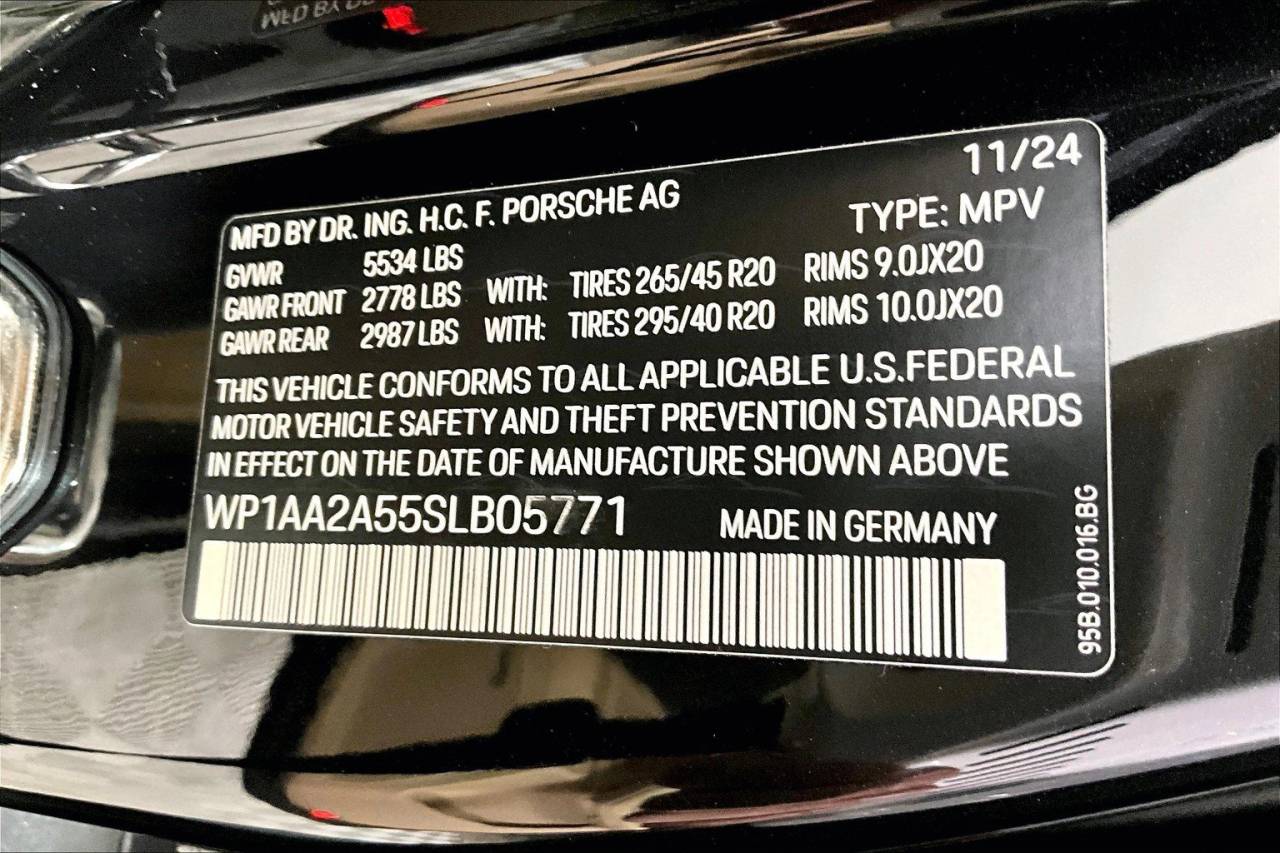 MFD BY D
11/24
MFD BY DR. ING. H.C. F. PORSCHE AG
TYPE: MPV
GVWR 5534 LBS
GAWR FRONT 2778 LBS WITH: TIRES 265/45 R20 RIMS 9.0JX20
GAWR REAR 2987 LBS WITH: TIRES 295/40 R20 RIMS 10.0JX20
THIS VEHICLE CONFORMS TO ALL APPLICABLE U.S.FEDERAL
MOTOR VEHICLE SAFETY AND THEFT PREVENTION STANDARDS
IN EFFECT ON THE DATE OF MANUFACTURE SHOWN ABOVE
WP1AA2A55SLB05771 MADE IN GERMANY
95B.010.016.BG